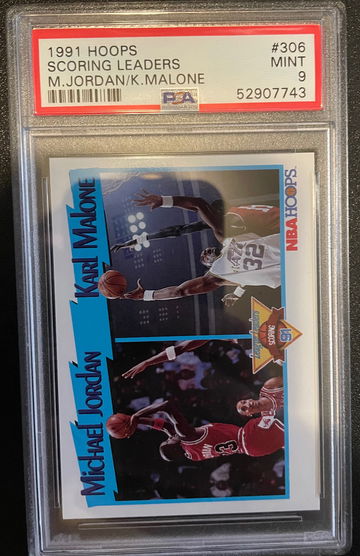 1991 HOOPS #306
SCORING LEADERS MINT
M.JORDAN/K.MALONE 9
PSA 52907743
Michael Jordan Karl Malone
NBA HOOPS
SCORING
91
32